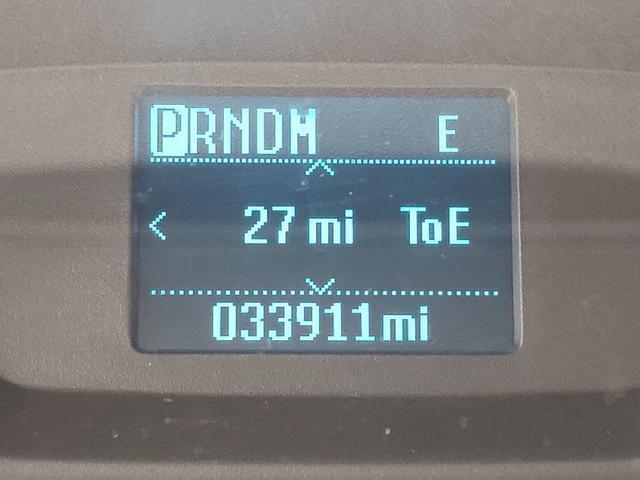 PRNDM E
< 27 mi ToE
033911mi